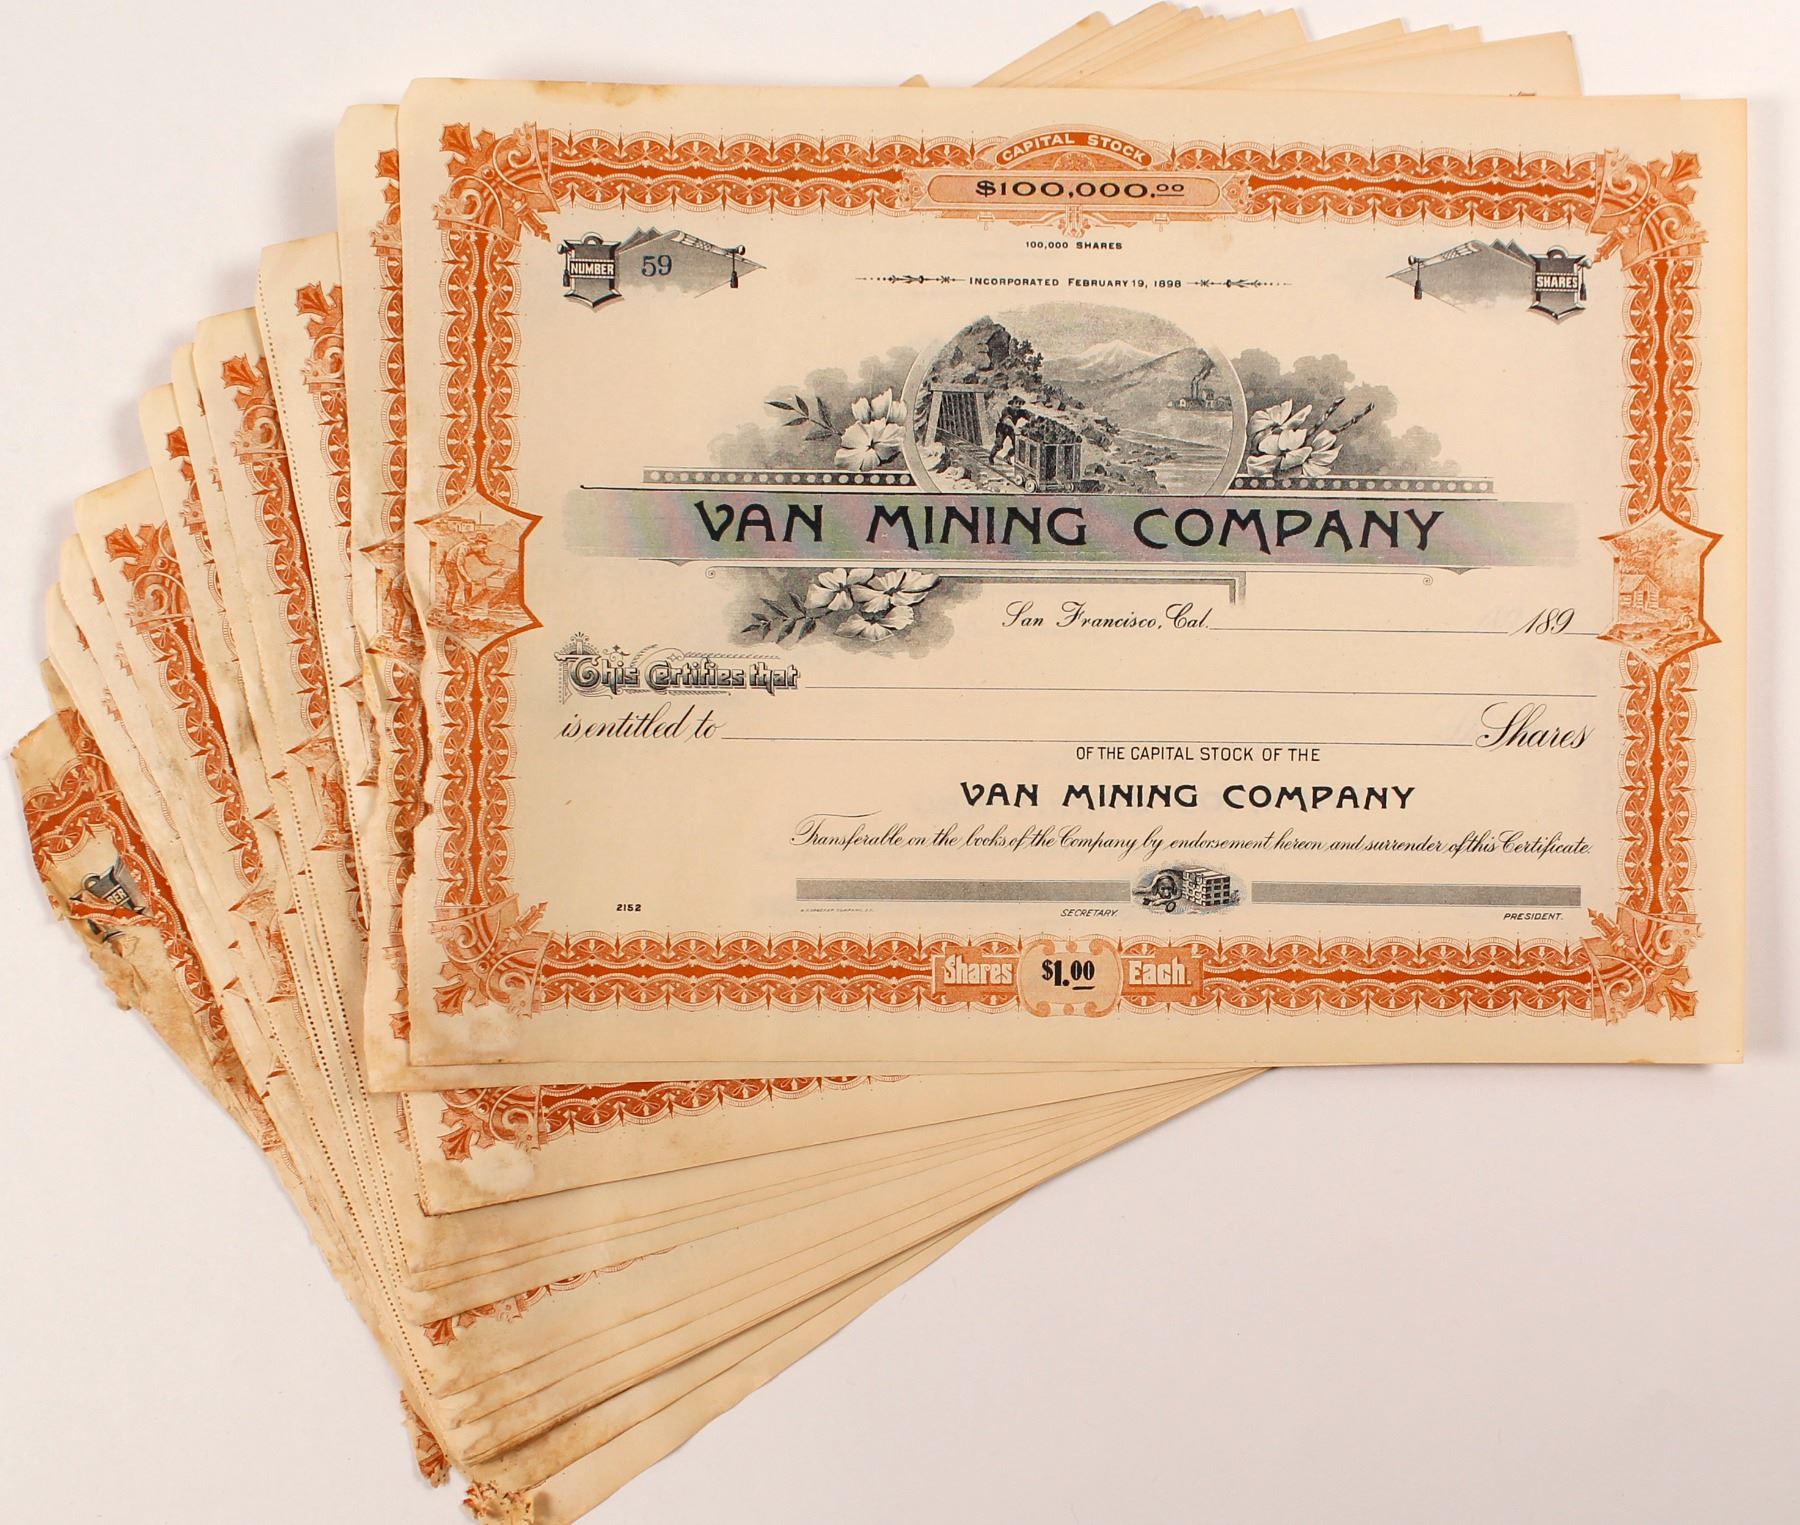 CAPITAL STOCK
$100,000.00
100,000 SHARES
NUMBER 59
SHARES
INCORPORATED FEBRUARY 19, 1898
VAN MINING COMPANY
San Francisco, Cal. 189
This Certifies that
is entitled to Shares
OF THE CAPITAL STOCK OF THE
VAN MINING COMPANY
Transferable on the books of the Company by endorsement hereon and surrender of this Certificate.
2152
SECRETARY.
PRESIDENT.
Shares $1.00 Each.